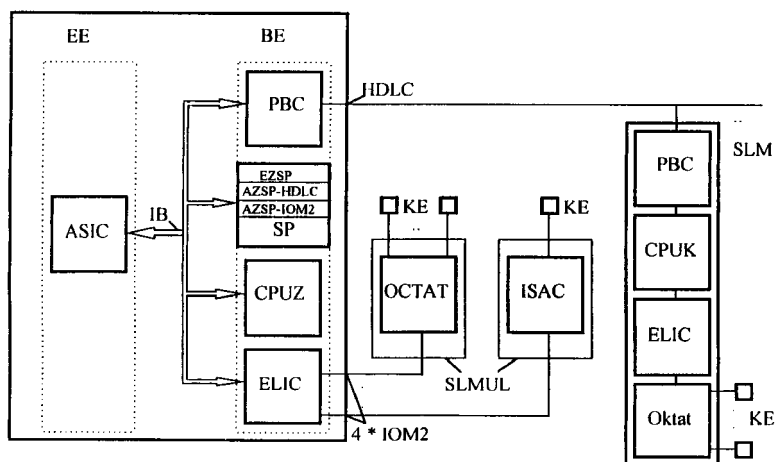 EE
BE
PBC
HDLC
SLM
PBC
EZSP
AZSP-HDLC
AZSP-IOM2
SP
IB
ASIC
KE
KE
CPUK
OCTAT
ISAC
CPUZ
ELIC
ELIC
SLMUL
Oktat
KE
4 * IOM2